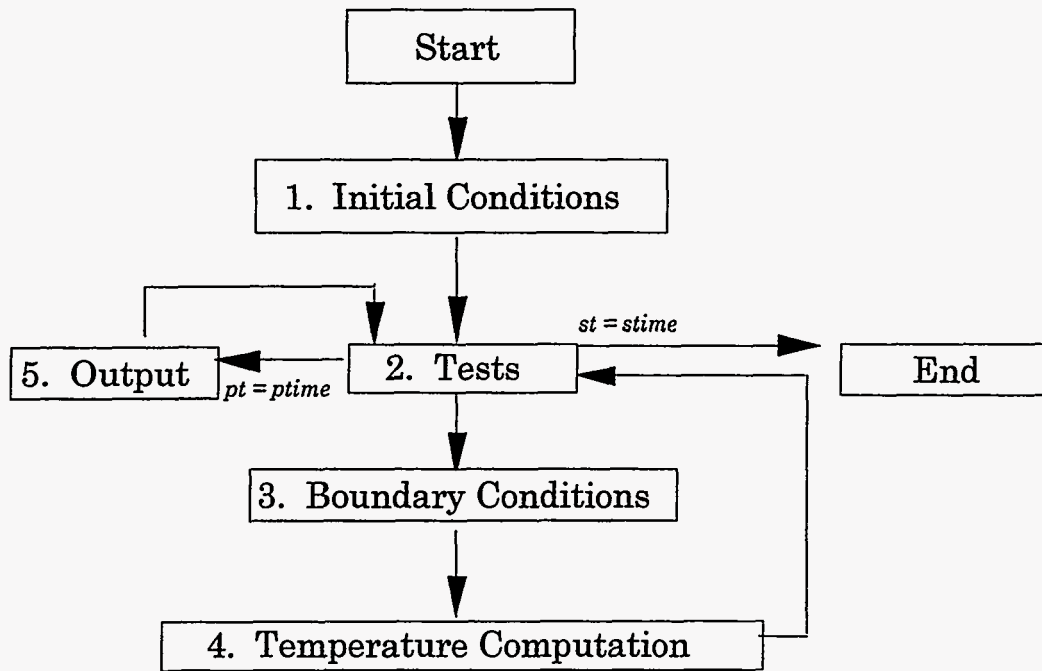 Start
1. Initial Conditions
st = stime
5. Output
pt = ptime
2. Tests
End
3. Boundary Conditions
4. Temperature Computation